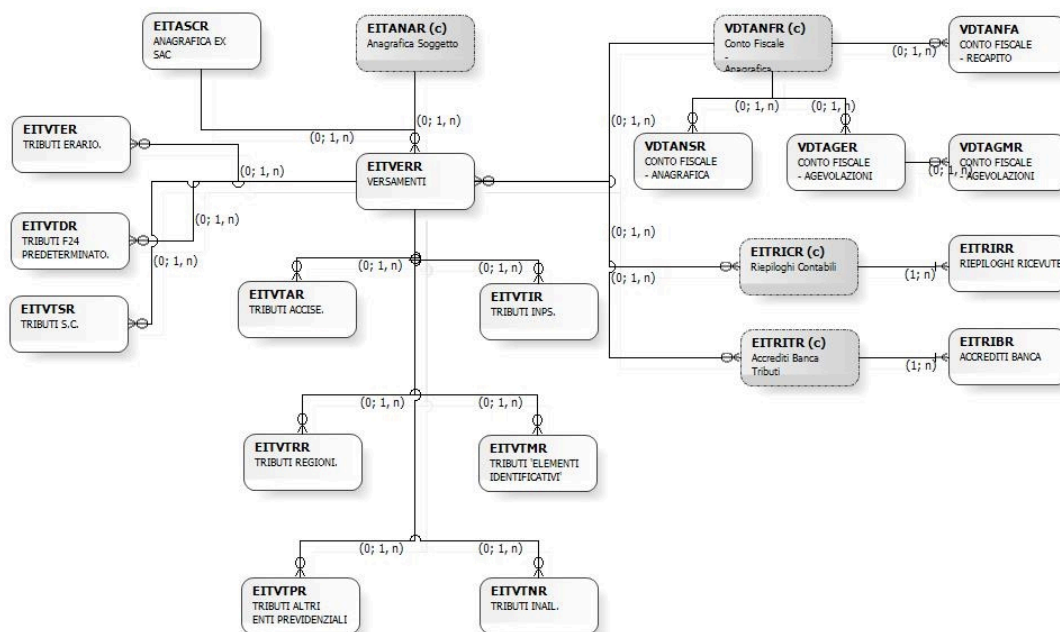 EITASCR
ANAGRAFICA EX
SAC
EITANAR (c)
Anagrafica Soggetto
VDTANFR (c)
Conto Fiscale
-
Anagrafica
VDTANFA
CONTO FISCALE
- RECAPITO
(0; 1, n)
(0; 1, n)
(0; 1, n)
(0; 1, n)
(0; 1, n)
EITVTER
TRIBUTI ERARIO.
VDTANSR
CONTO FISCALE
- ANAGRAFICA
VDTAGER
CONTO FISCALE
- AGEVOLAZIONI
VDTAGMR
CONTO FISCALE
- AGEVOLAZIONI
(0; 1, n)
(0; 1, n)
EITVERR
VERSAMENTI
EITVTDR
TRIBUTI F24
PREDETERMINATO.
(0; 1, n)
(0; 1, n)
(0; 1, n)
(0; 1, n)
EITRICR (c)
Riepiloghi Contabili
EITRIRR
RIEPILOGHI RICEVUTE
(1; n)
EITVTSR
TRIBUTI S.C.
(0; 1, n)
(0; 1, n)
EITVTAR
TRIBUTI ACCISE.
EITVTIR
TRIBUTI INPS.
EITRITR (c)
Accrediti Banca
Tributi
EITRIBR
ACCREDITI BANCA
(1; n)
(0; 1, n)
(0; 1, n)
EITVTRR
TRIBUTI REGIONI.
EITVTMR
TRIBUTI 'ELEMENTI
IDENTIFICATIVI'
(0; 1, n)
(0; 1, n)
EITVTPR
TRIBUTI ALTRI
ENTI PREVIDENZIALI
EITVTNR
TRIBUTI INAIL.